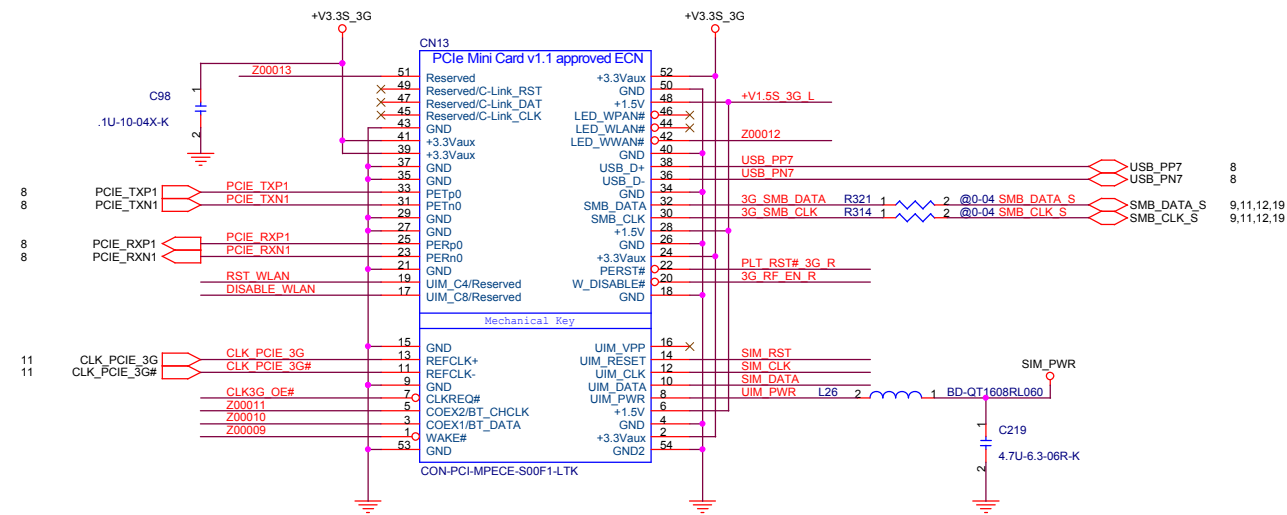 +V3.3S_3G
+V3.3S_3G
CN13
PCIe Mini Card v1.1 approved ECN
Z00013 51 Reserved +3.3Vaux 52
49 Reserved/C-Link_RST GND 50
47 Reserved/C-Link_DAT +1.5V 48 +V1.5S_3G_L
45 Reserved/C-Link_CLK LED_WPAN# 46
43 GND LED_WLAN# 44
41 +3.3Vaux LED_WWAN# 42 Z00012
39 +3.3Vaux GND 40
37 GND USB_D+ 38 USB_PP7 USB_PP7 8
35 GND USB_D- 36 USB_PN7 USB_PN7 8
8 PCIE_TXP1 PCIE_TXP1 33 PETp0 GND 34
8 PCIE_TXN1 PCIE_TXN1 31 PETn0 SMB_DATA 32 3G_SMB_DATA R321 1 2 @0-04 SMB_DATA_S SMB_DATA_S 9,11,12,19
29 GND SMB_CLK 30 3G_SMB_CLK R314 1 2 @0-04 SMB_CLK_S SMB_CLK_S 9,11,12,19
27 GND +1.5V 28
8 PCIE_RXP1 PCIE_RXP1 25 PERp0 GND 26
8 PCIE_RXN1 PCIE_RXN1 23 PERn0 +3.3Vaux 24
21 GND PERST# 22 PLT_RST#_3G_R
RST_WLAN 19 UIM_C4/Reserved W_DISABLE# 20 3G_RF_EN_R
DISABLE_WLAN 17 UIM_C8/Reserved GND 18
Mechanical Key
15 GND UIM_VPP 16
11 CLK_PCIE_3G CLK_PCIE_3G 13 REFCLK+ UIM_RESET 14 SIM_RST
11 CLK_PCIE_3G# CLK_PCIE_3G# 11 REFCLK- UIM_CLK 12 SIM_CLK
9 GND UIM_DATA 10 SIM_DATA
CLK3G_OE# 7 CLKREQ# UIM_PWR 8 UIM_PWR L26 2 1 BD-QT1608RL060
Z00011 5 COEX2/BT_CHCLK +1.5V 6
Z00010 3 COEX1/BT_DATA GND 4
Z00009 1 WAKE# +3.3Vaux 2
53 GND GND2 54
CON-PCI-MPECE-S00F1-LTK
1
C98
.1U-10-04X-K
2
SIM_PWR
1
C219
4.7U-6.3-06R-K
2